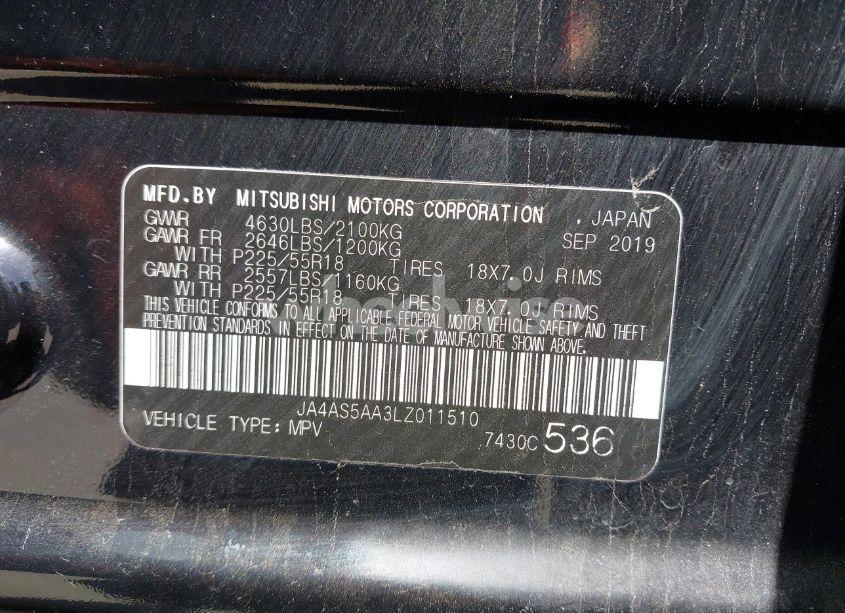 MFD.BY MITSUBISHI MOTORS CORPORATION . JAPAN
GVWR 4630LBS/2100KG SEP 2019
GAWR FR 2646LBS/1200KG
WITH P225/55R18 TIRES 18X7.0J RIMS
GAWR RR 2557LBS/1160KG
WITH P225/55R18 TIRES 18X7.0J RIMS
THIS VEHICLE CONFORMS TO ALL APPLICABLE FEDERAL MOTOR VEHICLE SAFETY AND THEFT
PREVENTION STANDARDS IN EFFECT ON THE DATE OF MANUFACTURE SHOWN ABOVE.
JA4AS5AA3LZ011510
VEHICLE TYPE: MPV 7430C 536